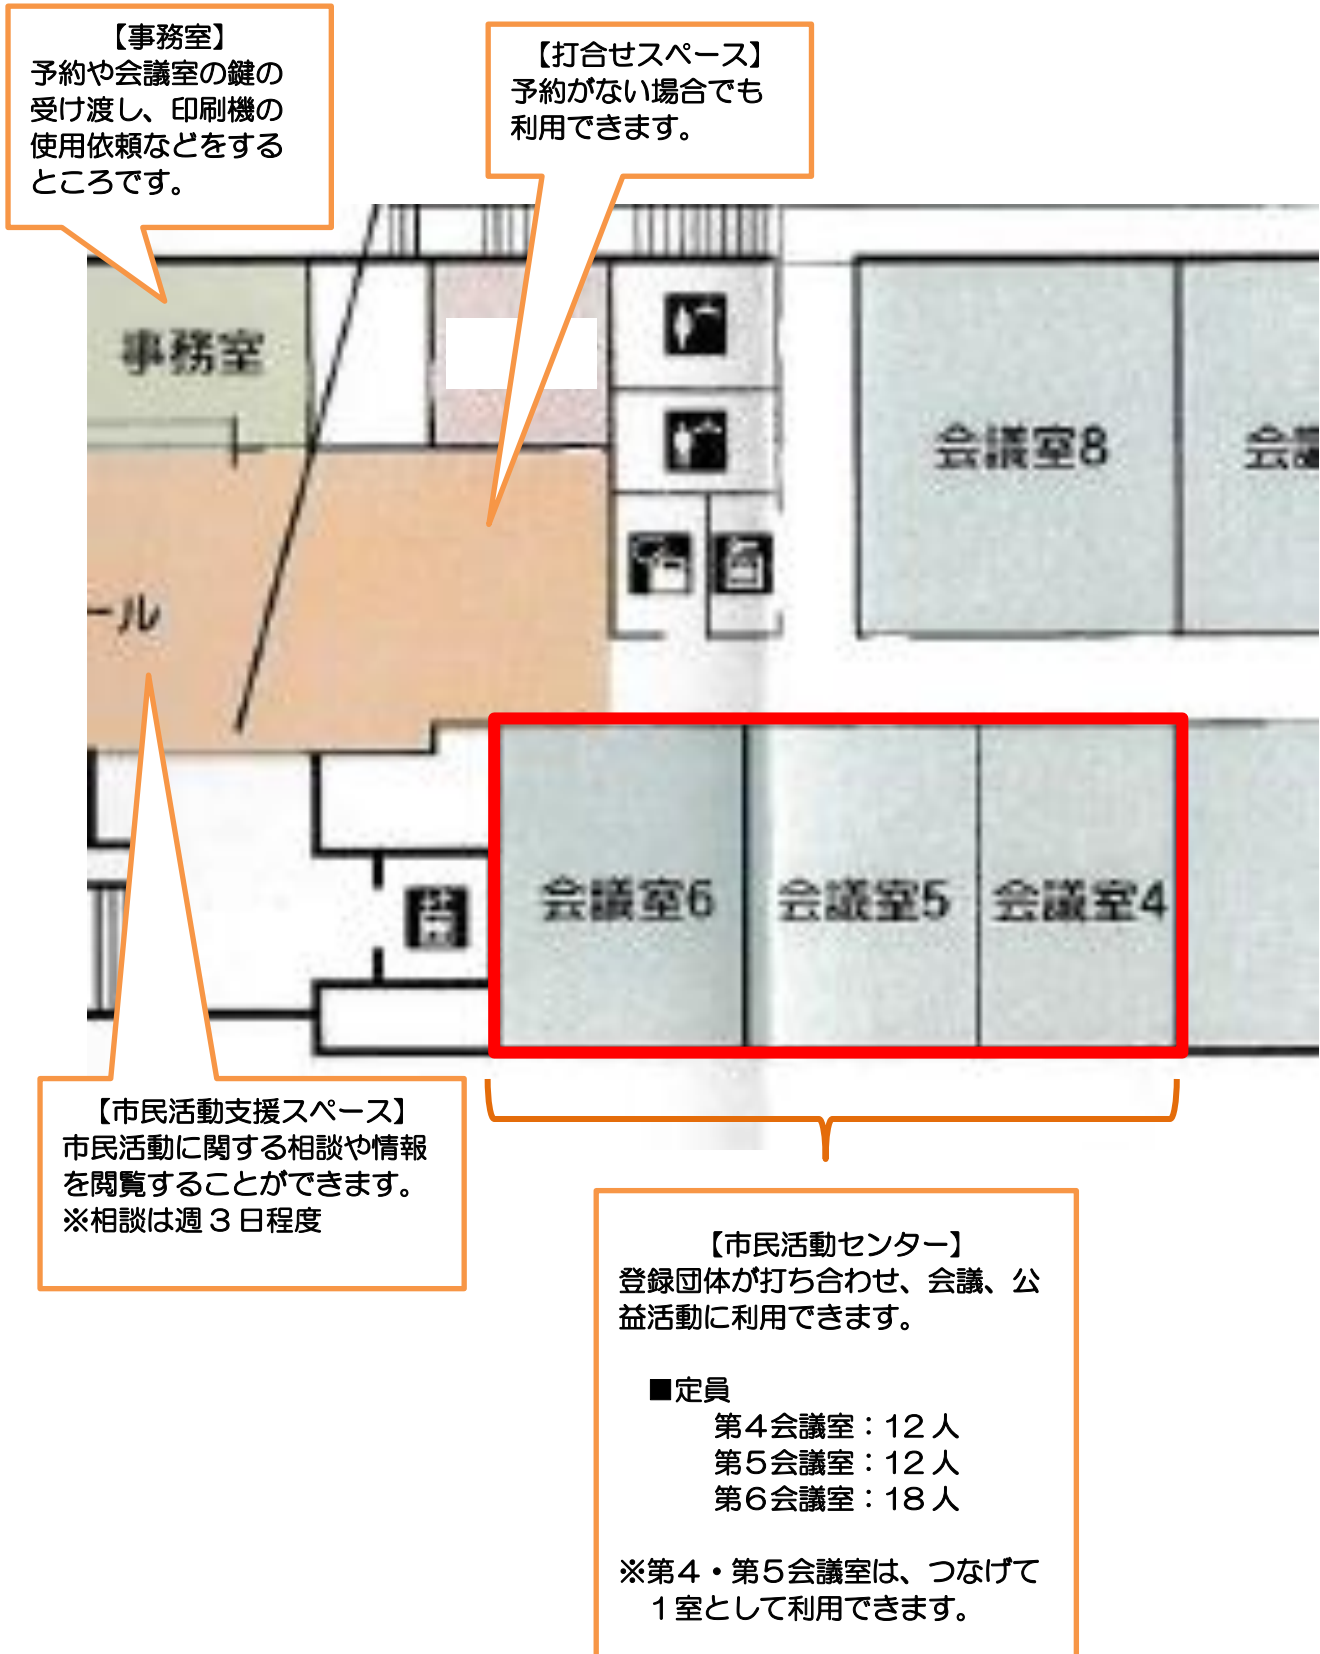 【事務室】
予約や会議室の鍵の
受け渡し、印刷機の
使用依頼などをする
ところです。
【打合せスペース】
予約がない場合でも
利用できます。
事務室
会議室8
ール
会議室6
会議室5
会議室4
【市民活動支援スペース】
市民活動に関する相談や情報
を閲覧することができます。
※相談は週3日程度
【市民活動センター】
登録団体が打ち合わせ、会議、公
益活動に利用できます。
■定員
第4会議室：12人
第5会議室：12人
第6会議室：18人
※第4・第5会議室は、つなげて
1室として利用できます。